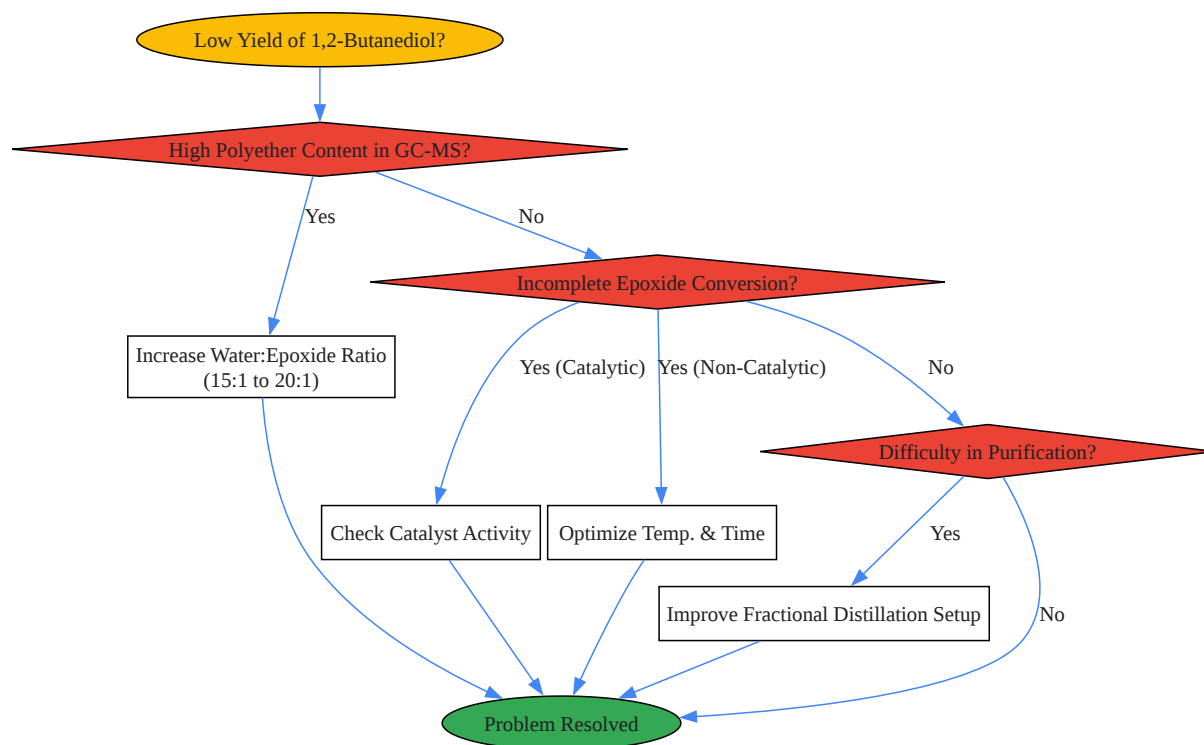 Low Yield of 1,2-Butanediol?
High Polyether Content in GC-MS?
Yes
No
Incomplete Epoxide Conversion?
Increase Water:Epoxide Ratio
(15:1 to 20:1)
Yes (Catalytic)
Yes (Non-Catalytic)
No
Difficulty in Purification?
Check Catalyst Activity
Optimize Temp. & Time
Yes
Improve Fractional Distillation Setup
No
Problem Resolved